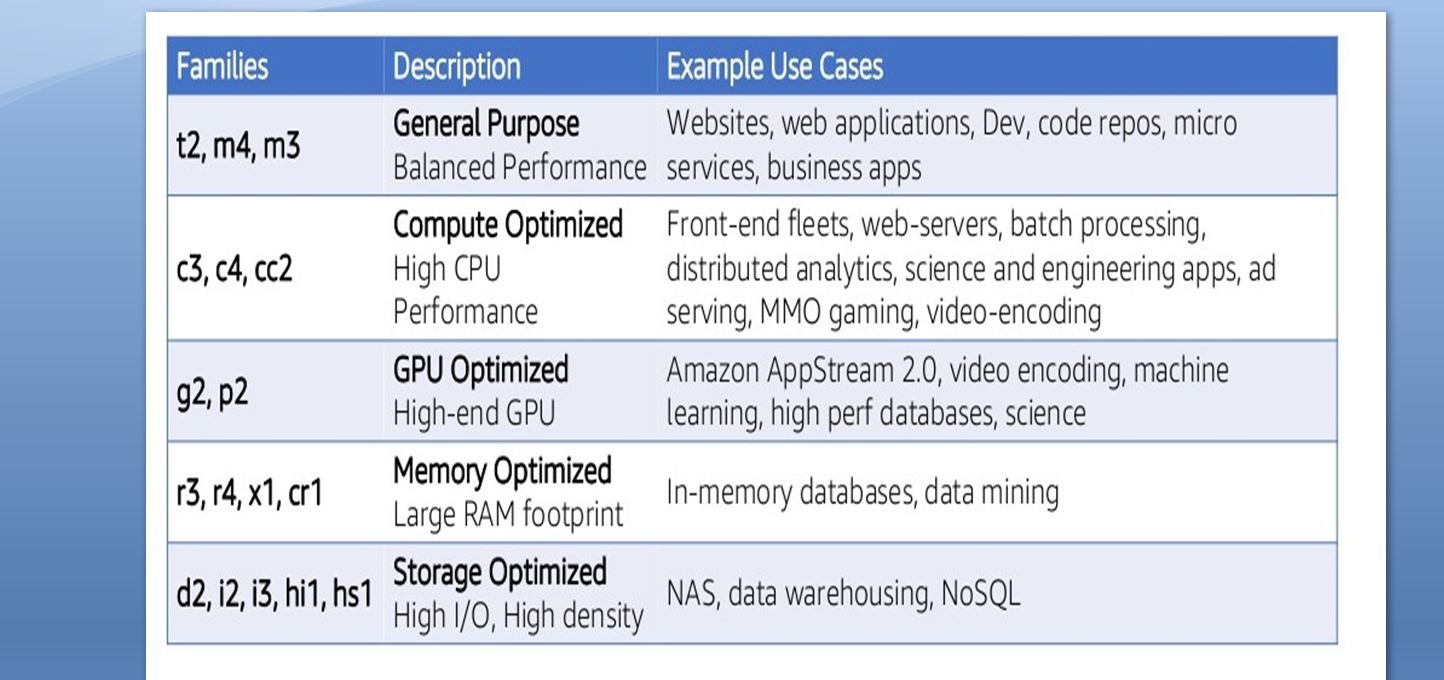 Families Description Example Use Cases
t2, m4, m3
General Purpose
Balanced Performance
Websites, web applications, Dev, code repos, micro
services, business apps
c3, c4, cc2
Compute Optimized
High CPU
Performance
Front-end fleets, web-servers, batch processing,
distributed analytics, science and engineering apps, ad
serving, MMO gaming, video-encoding
g2, p2
GPU Optimized
High-end GPU
Amazon AppStream 2.0, video encoding, machine
learning, high perf databases, science
r3, r4, x1, cr1
Memory Optimized
Large RAM footprint
In-memory databases, data mining
d2, i2, i3, hi1, hs1
Storage Optimized
High I/O, High density
NAS, data warehousing, NoSQL